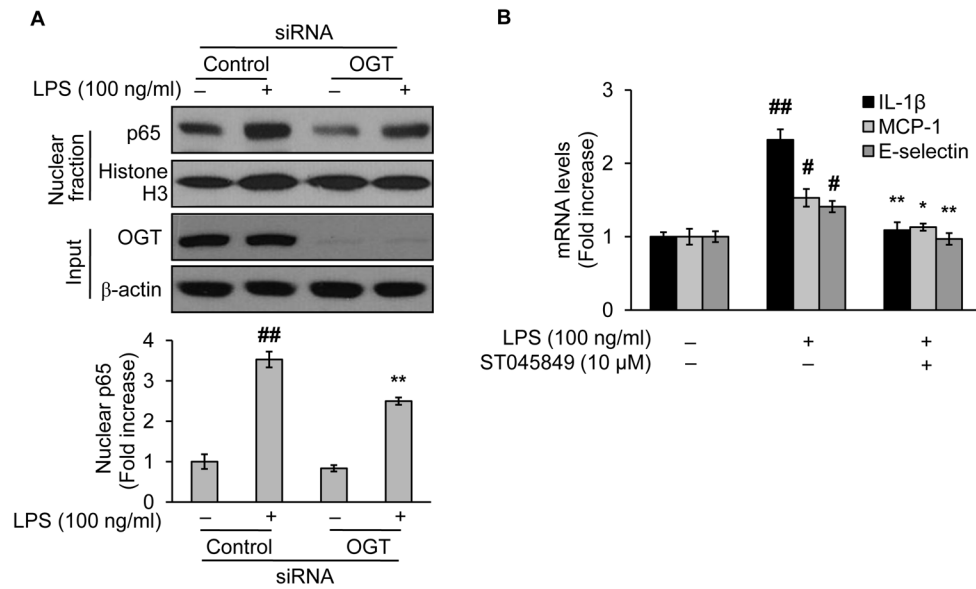 A
siRNA
Control OGT
LPS (100 ng/ml) – + – +
Nuclear fraction
p65
Histone H3
Input
OGT
β-actin
Nuclear p65 (Fold increase)
4
3
2
1
0
##
**
LPS (100 ng/ml) – + – +
Control OGT
siRNA
B
mRNA levels (Fold increase)
3
2
1
0
IL-1β
MCP-1
E-selectin
##
#
#
** * **
LPS (100 ng/ml) – + +
ST045849 (10 µM) – – +